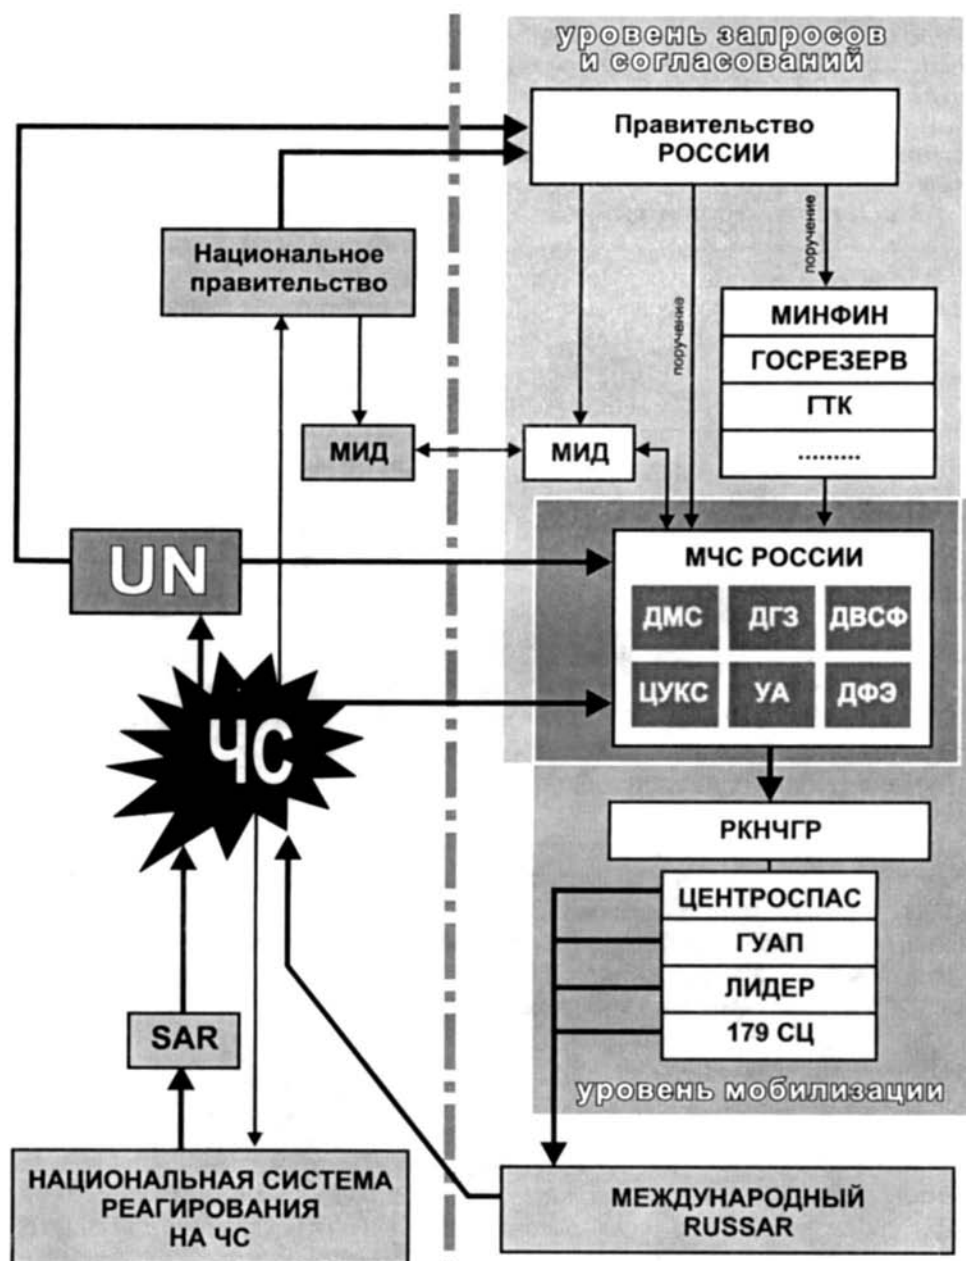 уровень запросов
и согласований
Правительство
РОССИИ
поручение
Национальное
правительство
поручение
МИНФИН
ГОСРЕЗЕРВ
ГТК
.........
МИД
МИД
UN
МЧС РОССИИ
ДМС
ДГЗ
ДВСФ
ЦУКС
УА
ДФЭ
ЧС
РКНЧГР
ЦЕНТРОСПАС
ГУАП
ЛИДЕР
179 СЦ
SAR
уровень мобилизации
НАЦИОНАЛЬНАЯ СИСТЕМА
РЕАГИРОВАНИЯ
НА ЧС
МЕЖДУНАРОДНЫЙ
RUSSAR